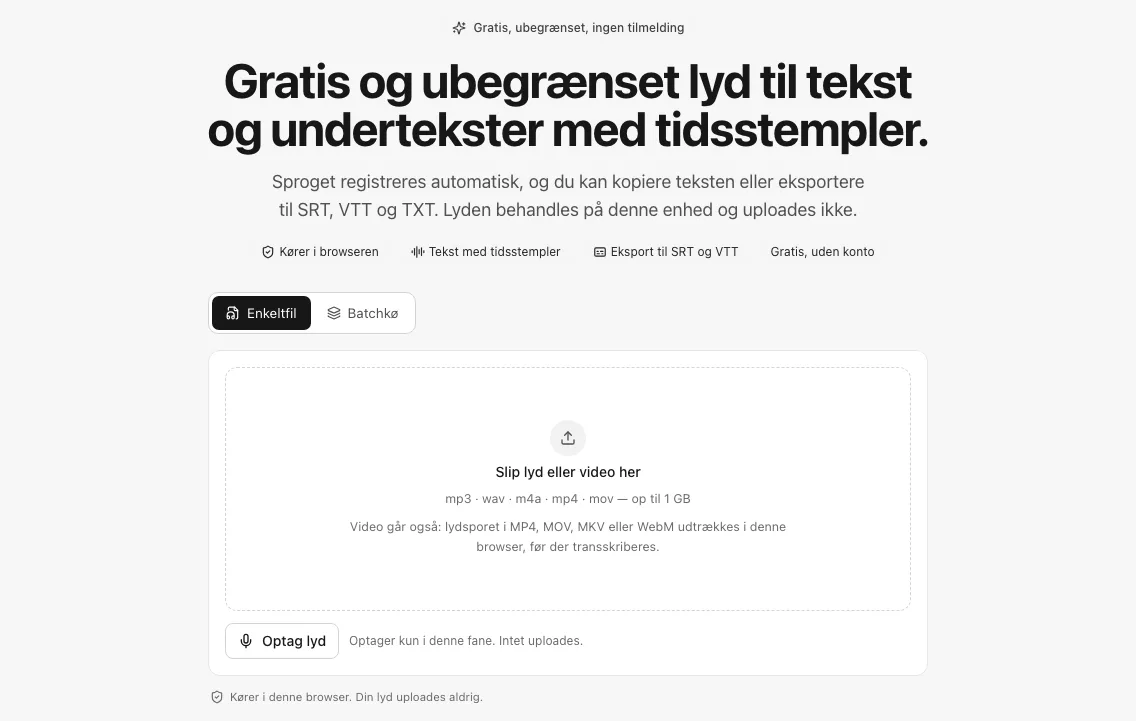 Gratis, ubegrænset, ingen tilmelding
Gratis og ubegrænset lyd til tekst
og undertekster med tidsstempler.
Sproget registreres automatisk, og du kan kopiere teksten eller eksportere
til SRT, VTT og TXT. Lyden behandles på denne enhed og uploades ikke.
Kører i browseren Tekst med tidsstempler Eksport til SRT og VTT Gratis, uden konto
Enkeltfil Batchkø
Slip lyd eller video her
mp3 · wav · m4a · mp4 · mov — op til 1 GB
Video går også: lydsporet i MP4, MOV, MKV eller WebM udtrækkes i denne
browser, før der transskriberes.
Optag lyd Optager kun i denne fane. Intet uploades.
Kører i denne browser. Din lyd uploades aldrig.